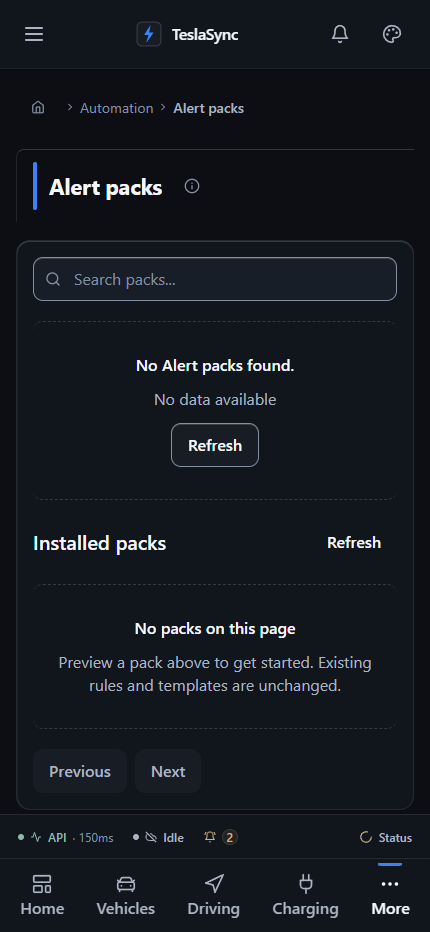 TeslaSync
Automation
Alert packs
Alert packs
Search packs...
No Alert packs found.
No data available
Refresh
Installed packs
Refresh
No packs on this page
Preview a pack above to get started. Existing
rules and templates are unchanged.
Previous
Next
API · 150ms
Idle
2
Status
Home
Vehicles
Driving
Charging
More